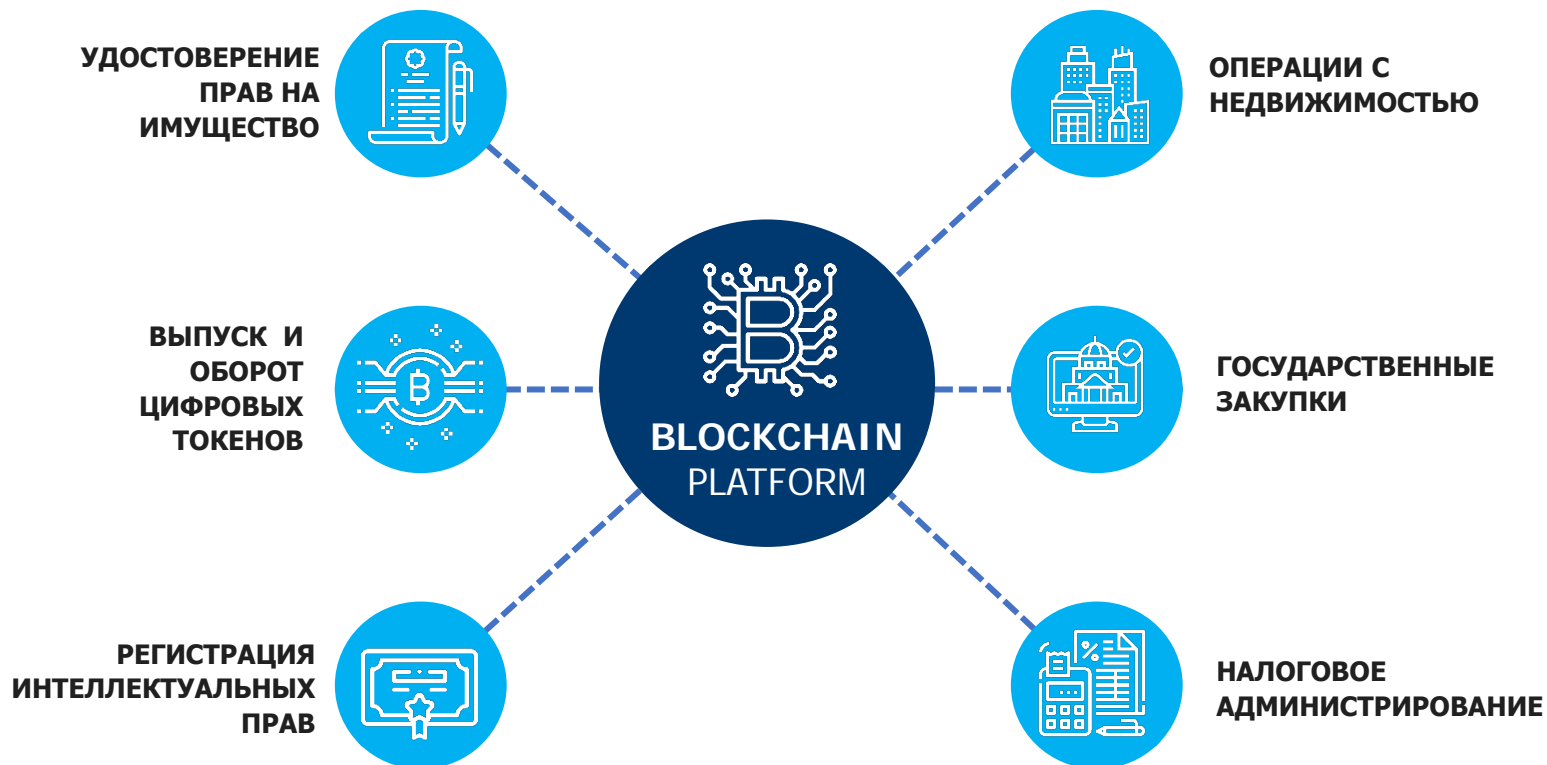 УДОСТОВЕРЕНИЕ
ПРАВ НА
ИМУЩЕСТВО
ОПЕРАЦИИ С
НЕДВИЖИМОСТЬЮ
ВЫПУСК И
ОБОРОТ
ЦИФРОВЫХ
ТОКЕНОВ
BLOCKCHAIN
PLATFORM
ГОСУДАРСТВЕННЫЕ
ЗАКУПКИ
РЕГИСТРАЦИЯ
ИНТЕЛЛЕКТУАЛЬНЫХ
ПРАВ
НАЛОГОВОЕ
АДМИНИСТРИРОВАНИЕ